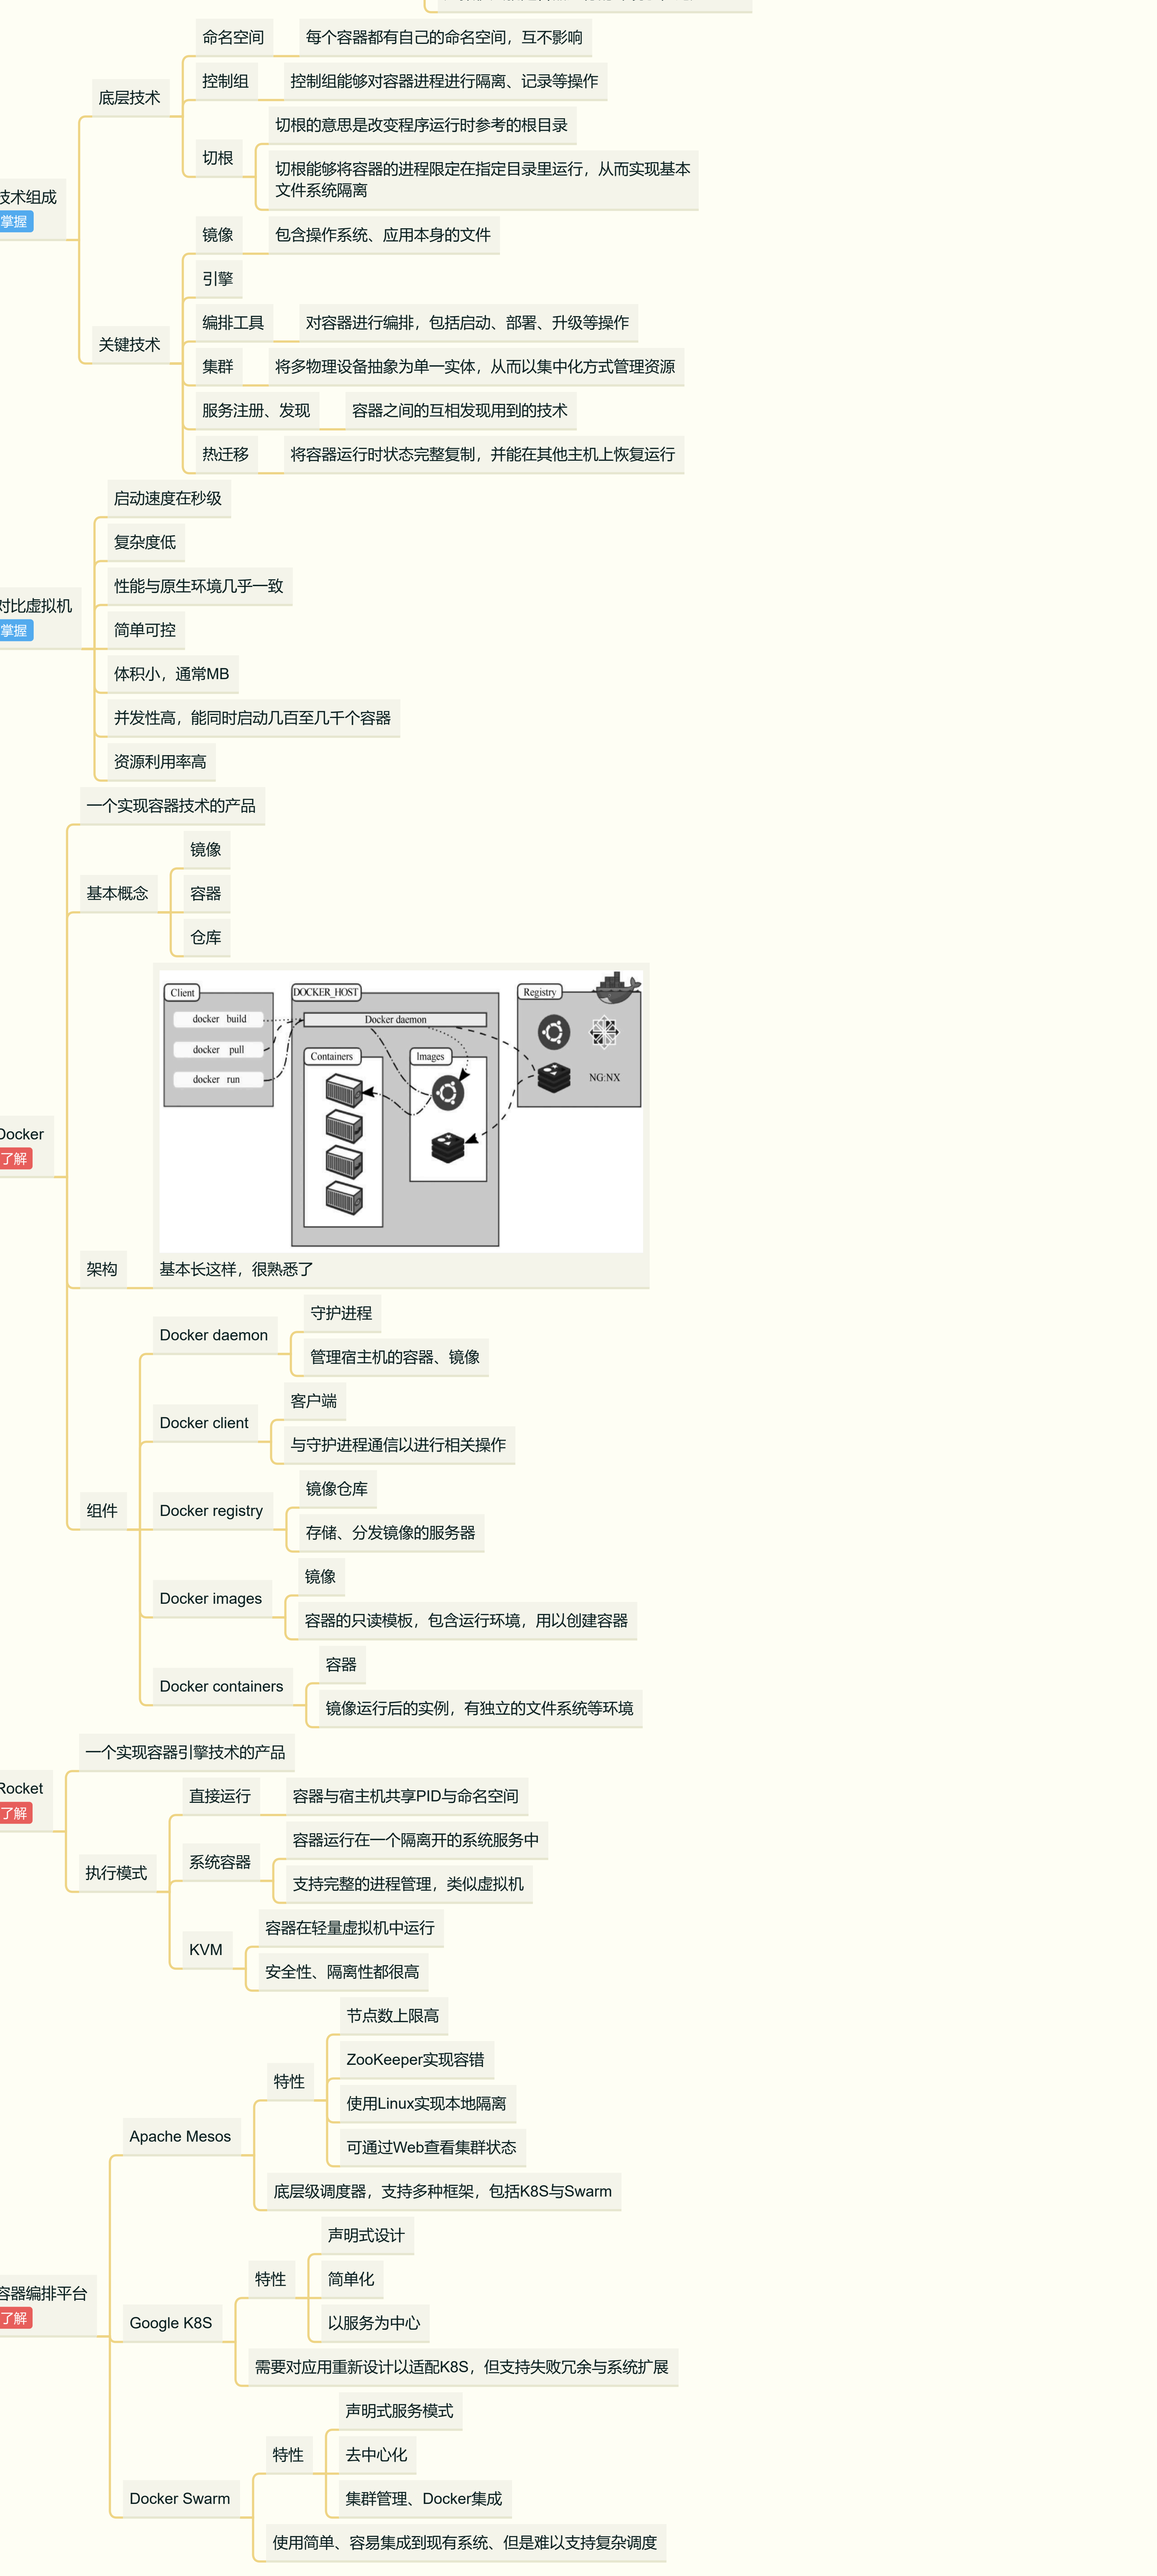 命名空间
每个容器都有自己的命名空间，互不影响
控制组
控制组能够对容器进程进行隔离、记录等操作
底层技术
切根的意思是改变程序运行时参考的根目录
切根
切根能够将容器的进程限定在指定目录里运行，从而实现基本
文件系统隔离
技术组成
掌握
镜像
包含操作系统、应用本身的文件
引擎
编排工具
对容器进行编排，包括启动、部署、升级等操作
关键技术
集群
将多物理设备抽象为单一实体，从而以集中化方式管理资源
服务注册、发现
容器之间的互相发现用到的技术
热迁移
将容器运行时状态完整复制，并能在其他主机上恢复运行
启动速度在秒级
复杂度低
性能与原生环境几乎一致
对比虚拟机
掌握
简单可控
体积小，通常MB
并发性高，能同时启动几百至几千个容器
资源利用率高
一个实现容器技术的产品
镜像
基本概念
容器
仓库
Client
DOCKER_HOST
Registry
docker build
Docker daemon
docker pull
Containers
Images
docker run
NG:NX
Docker
了解
架构
基本长这样，很熟悉了
守护进程
Docker daemon
管理宿主机的容器、镜像
客户端
Docker client
与守护进程通信以进行相关操作
镜像仓库
组件
Docker registry
存储、分发镜像的服务器
镜像
Docker images
容器的只读模板，包含运行环境，用以创建容器
容器
Docker containers
镜像运行后的实例，有独立的文件系统等环境
一个实现容器引擎技术的产品
Rocket
了解
直接运行
容器与宿主机共享PID与命名空间
容器运行在一个隔离开的系统服务中
系统容器
执行模式
支持完整的进程管理，类似虚拟机
容器在轻量虚拟机中运行
KVM
安全性、隔离性都很高
节点数上限高
ZooKeeper实现容错
特性
使用Linux实现本地隔离
Apache Mesos
可通过Web查看集群状态
底层级调度器，支持多种框架，包括K8S与Swarm
声明式设计
特性
简单化
容器编排平台
了解
以服务为中心
Google K8S
需要对应用重新设计以适配K8S，但支持失败冗余与系统扩展
声明式服务模式
特性
去中心化
Docker Swarm
集群管理、Docker集成
使用简单、容易集成到现有系统、但是难以支持复杂调度